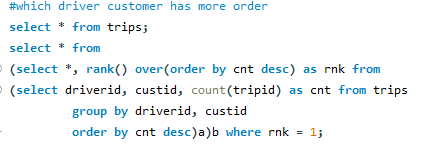 #which driver customer has more order
select * from trips;
select * from
(select *, rank() over(order by cnt desc) as rnk from
(select driverid, custid, count(tripid) as cnt from trips
group by driverid, custid
order by cnt desc)a)b where rnk = 1;